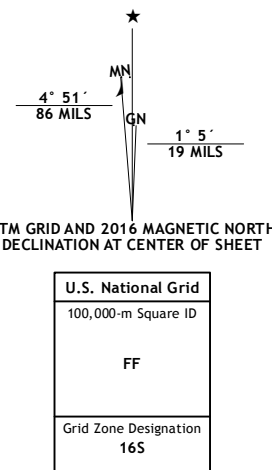 ★
MN
GN
4° 51´
86 MILS
1° 5´
19 MILS
TM GRID AND 2016 MAGNETIC NORTH
DECLINATION AT CENTER OF SHEET
U.S. National Grid
100,000-m Square ID
FF
Grid Zone Designation
16S